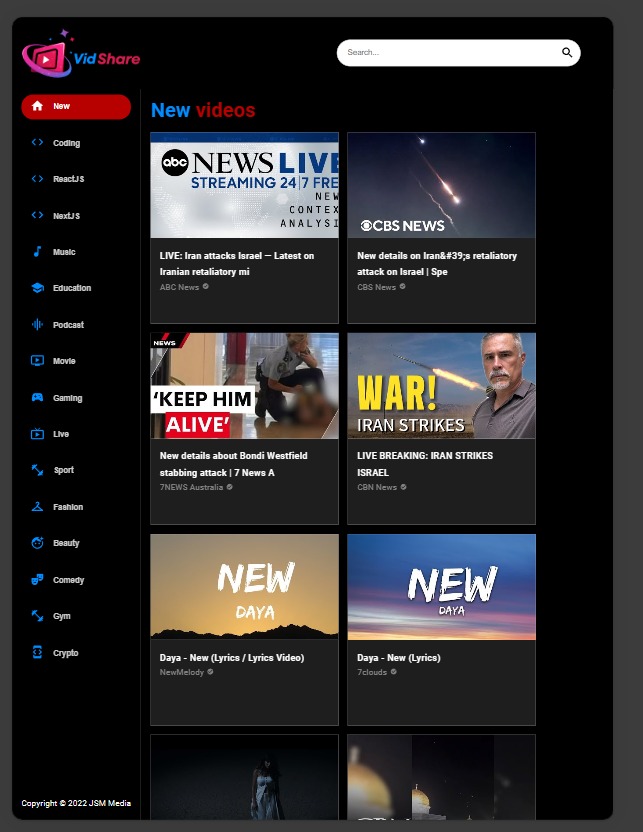 VidShare
Search...
New
Coding
ReactJS
NextJS
Music
Education
Podcast
Movie
Gaming
Live
Sport
Fashion
Beauty
Comedy
Gym
Crypto
Copyright © 2022 JSM Media
New videos
abc NEWS LIVE
STREAMING 24|7 FRE
NEW
CONTEX
ANALYSI
LIVE: Iran attacks Israel — Latest on
Iranian retaliatory mi
ABC News
CBS NEWS
New details on Iran&#39;s retaliatory
attack on Israel | Spe
CBS News
NEWS
‘KEEP HIM
ALIVE’
New details about Bondi Westfield
stabbing attack | 7 News A
7NEWS Australia
WAR!
IRAN STRIKES
LIVE BREAKING: IRAN STRIKES
ISRAEL
CBN News
NEW
DAYA
Daya - New (Lyrics / Lyrics Video)
NewMelody
NEW
DAYA
Daya - New (Lyrics)
7clouds